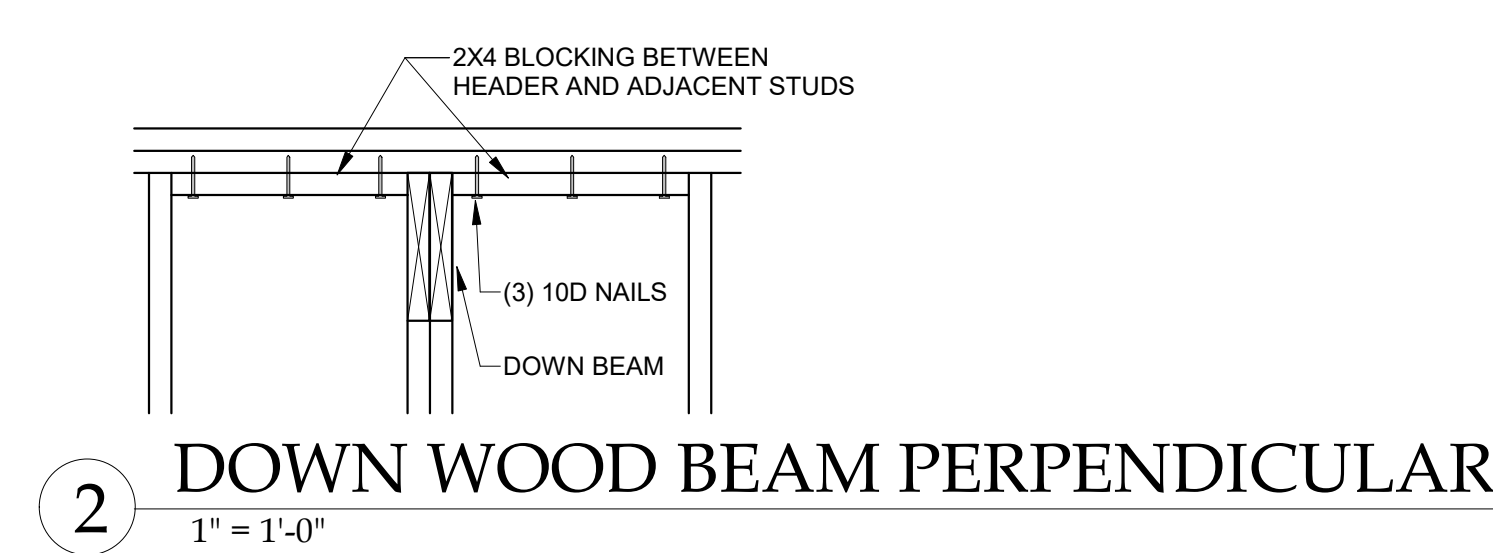 2X4 BLOCKING BETWEEN
HEADER AND ADJACENT STUDS
(3) 10D NAILS
DOWN BEAM
2
DOWN WOOD BEAM PERPENDICULAR
1" = 1'-0"